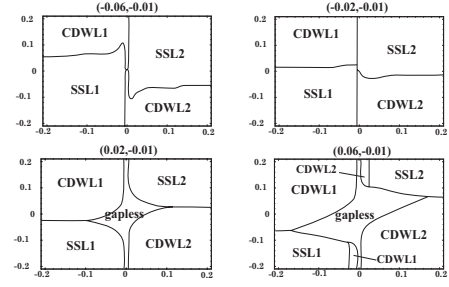 (-0.06,-0.01)
0.2
CDWL1
SSL2
0.1
0
SSL1
-0.1
CDWL2
-0.2
-0.2 -0.1 0 0.1 0.2
(-0.02,-0.01)
0.2
CDWL1
SSL2
0.1
0
SSL1
-0.1
CDWL2
-0.2
-0.2 -0.1 0 0.1 0.2
(0.02,-0.01)
0.2
CDWL1 SSL2
0.1
0
gapless
-0.1
SSL1 CDWL2
-0.2
-0.2 -0.1 0 0.1 0.2
(0.06,-0.01)
0.2
CDWL2 SSL2
0.1
CDWL1
0
gapless
CDWL2
-0.1
SSL1
CDWL1
-0.2
-0.2 -0.1 0 0.1 0.2